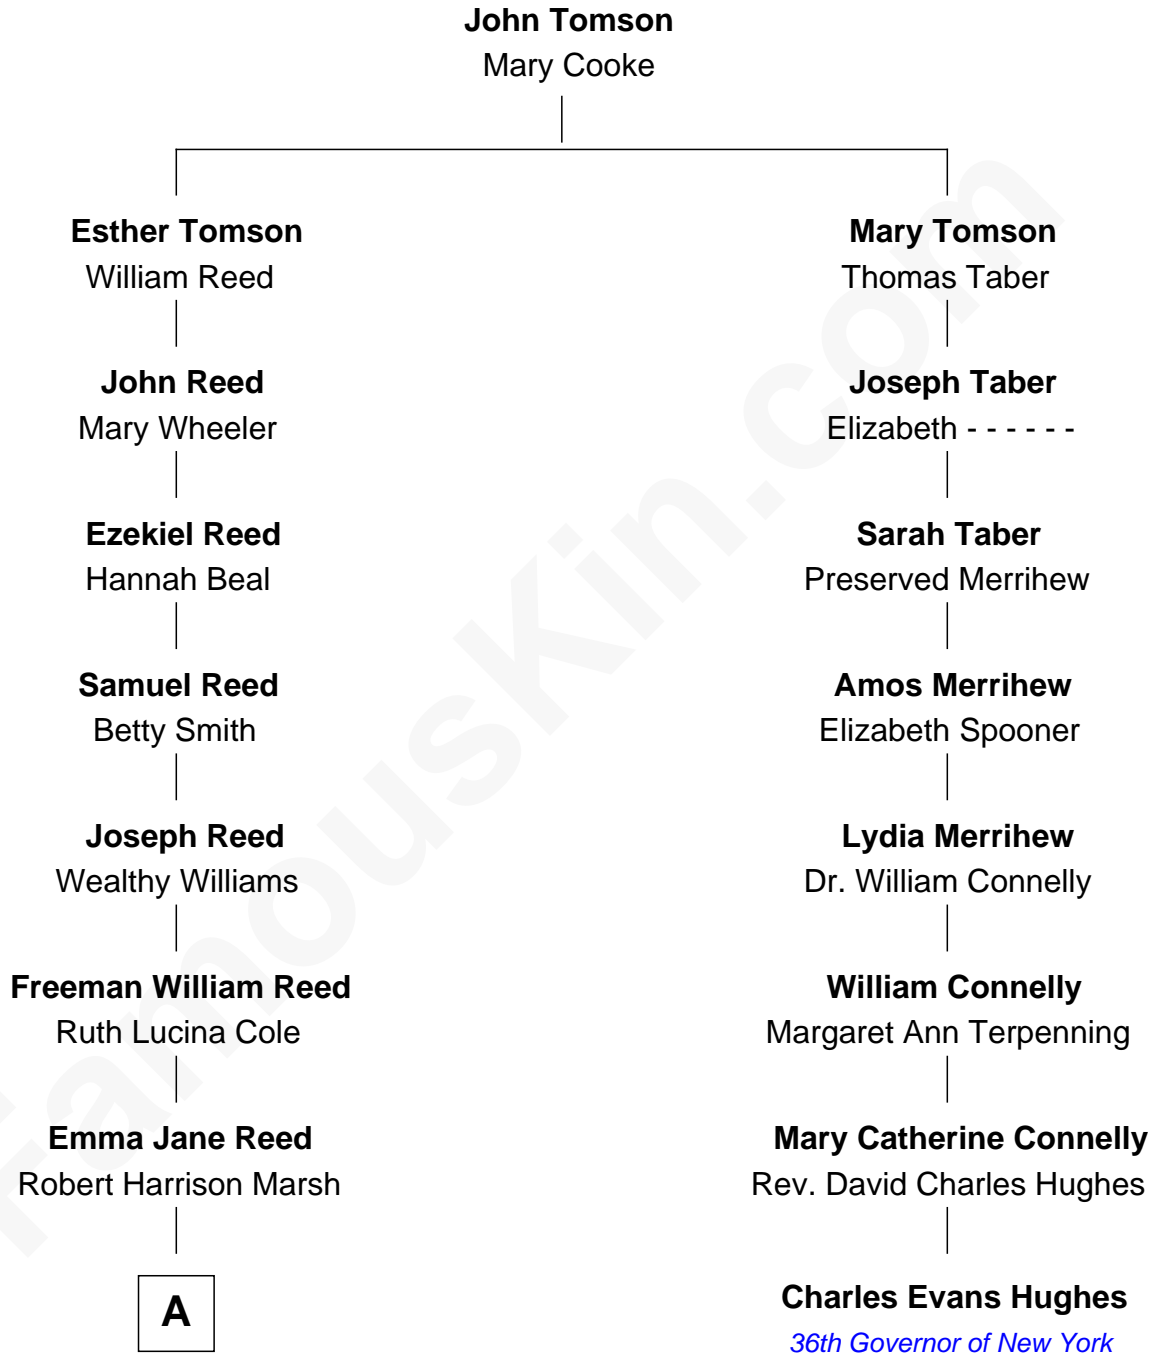 John Tomson
Mary Cooke
Esther Tomson
William Reed
Mary Tomson
Thomas Taber
John Reed
Mary Wheeler
Joseph Taber
Elizabeth - - - - - -
Ezekiel Reed
Hannah Beal
Sarah Taber
Preserved Merrihew
Samuel Reed
Betty Smith
Amos Merrihew
Elizabeth Spooner
Joseph Reed
Wealthy Williams
Lydia Merrihew
Dr. William Connelly
Freeman William Reed
Ruth Lucina Cole
William Connelly
Margaret Ann Terpenning
Emma Jane Reed
Robert Harrison Marsh
Mary Catherine Connelly
Rev. David Charles Hughes
A
Charles Evans Hughes
36th Governor of New York
FamousKin.com